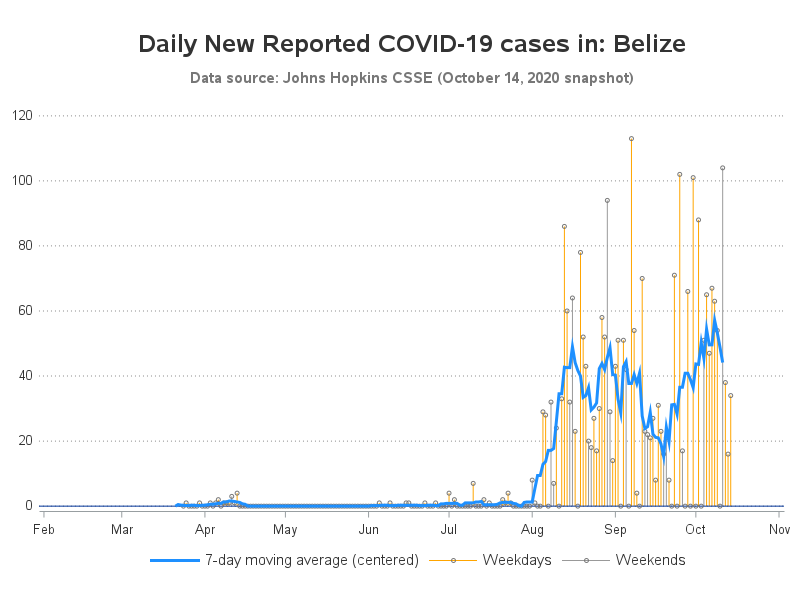 Daily New Reported COVID-19 cases in: Belize
Data source: Johns Hopkins CSSE (October 14, 2020 snapshot)
120
100
80
60
40
20
0
Feb Mar Apr May Jun Jul Aug Sep Oct Nov
7-day moving average (centered) Weekdays Weekends